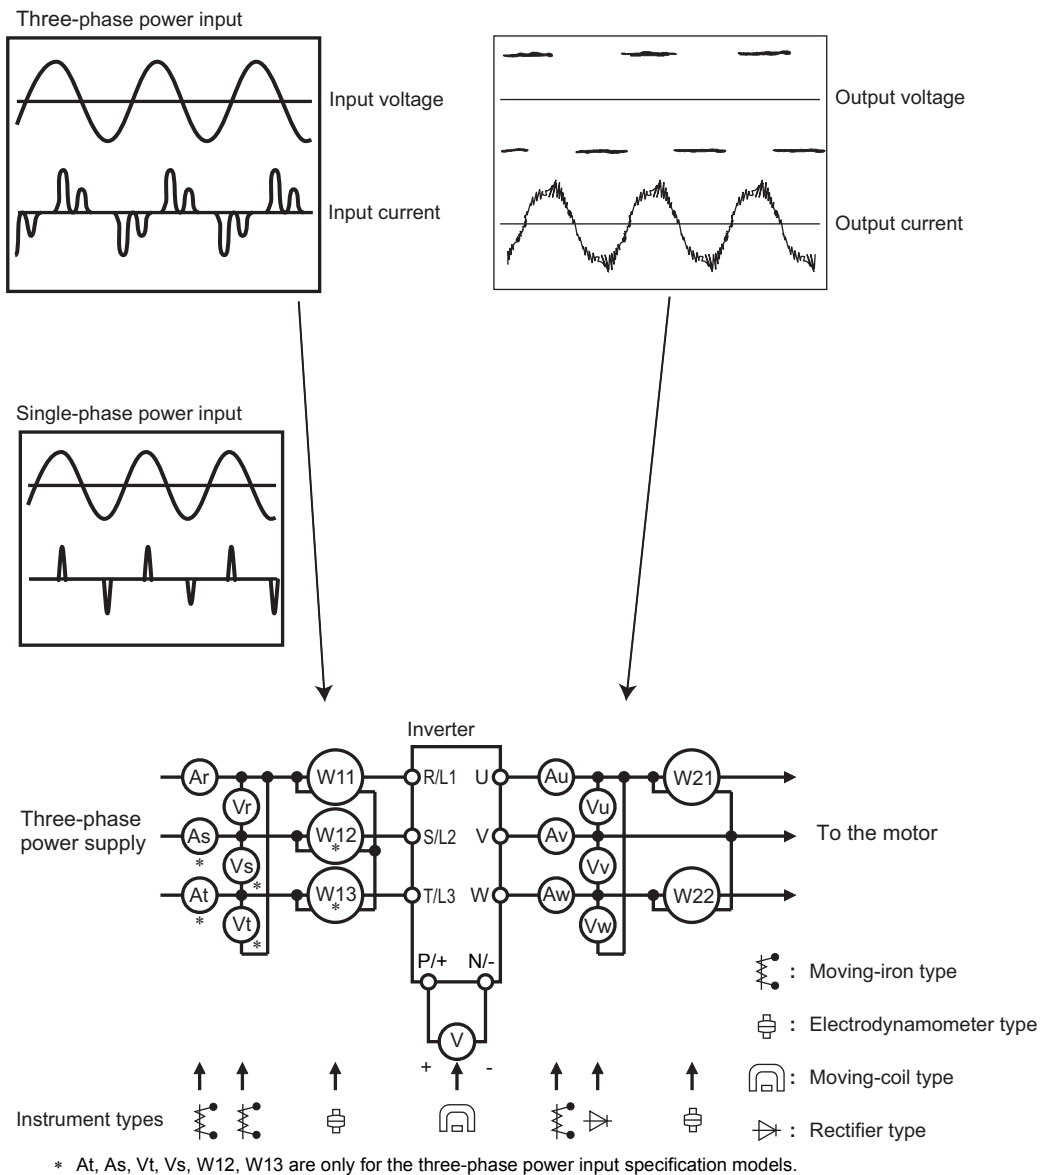 Three-phase power input
Input voltage
Output voltage
Input current
Output current
Single-phase power input
Inverter
Ar
W11
R/L1
U
Au
W21
Vr
Vu
Three-phase
power supply
As
*
W12
*
S/L2
V
Av
To the motor
Vs
*
Vv
At
*
W13
*
T/L3
W
Aw
W22
Vt
*
Vw
P/+
N/-
V
+
-
: Moving-iron type
: Electrodynamometer type
: Moving-coil type
: Rectifier type
Instrument types
* At, As, Vt, Vs, W12, W13 are only for the three-phase power input specification models.